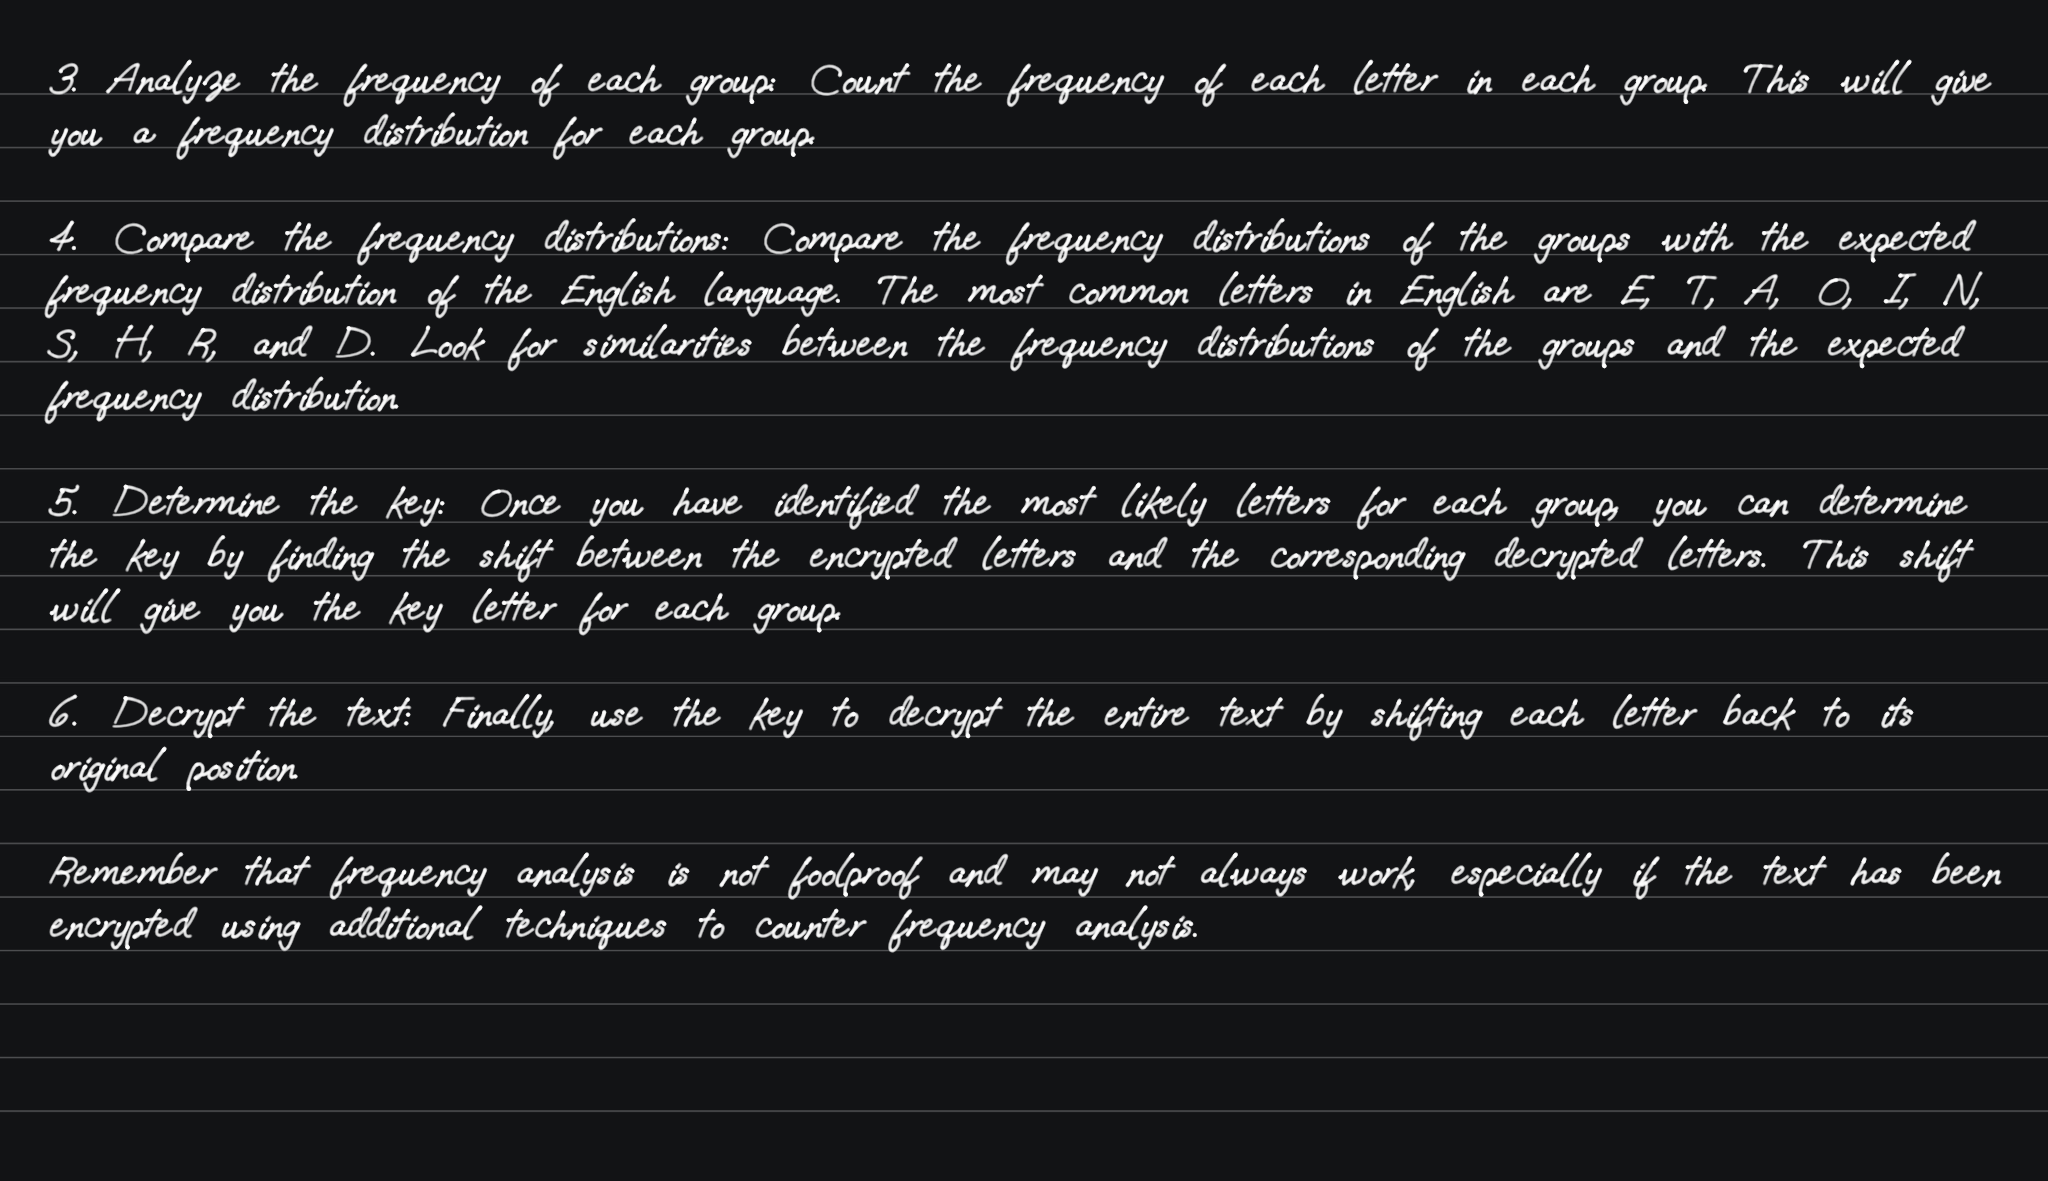 3. Analyze the frequency of each group: Count the frequency of each letter in each group. This will give
you a frequency distribution for each group.
4. Compare the frequency distributions: Compare the frequency distributions of the groups with the expected
frequency distribution of the English language. The most common letters in English are E, T, A, O, I, N,
S, H, R, and D. Look for similarities between the frequency distributions of the groups and the expected
frequency distribution.
5. Determine the key: Once you have identified the most likely letters for each group, you can determine
the key by finding the shift between the encrypted letters and the corresponding decrypted letters. This shift
will give you the key letter for each group.
6. Decrypt the text: Finally, use the key to decrypt the entire text by shifting each letter back to its
original position.
Remember that frequency analysis is not foolproof and may not always work, especially if the text has been
encrypted using additional techniques to counter frequency analysis.